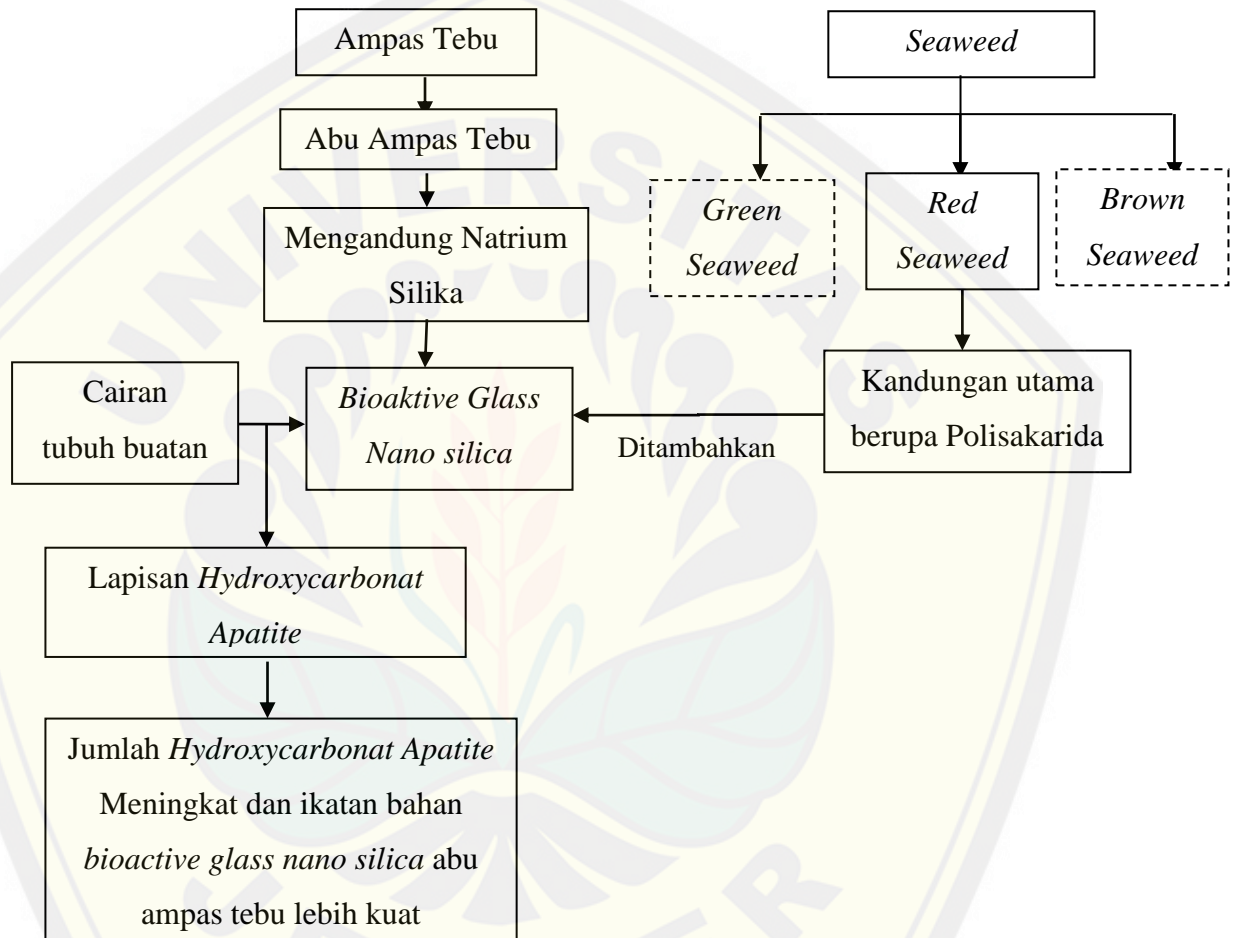 Ampas Tebu
Seaweed
Abu Ampas Tebu
Green
Seaweed
Red
Seaweed
Brown
Seaweed
Mengandung Natrium
Silika
Cairan
tubuh buatan
Bioaktive Glass
Nano silica
Ditambahkan
Kandungan utama
berupa Polisakarida
Lapisan Hydroxycarbonat
Apatite
Jumlah Hydroxycarbonat Apatite
Meningkat dan ikatan bahan
bioactive glass nano silica abu
ampas tebu lebih kuat
UNIVERSITAS